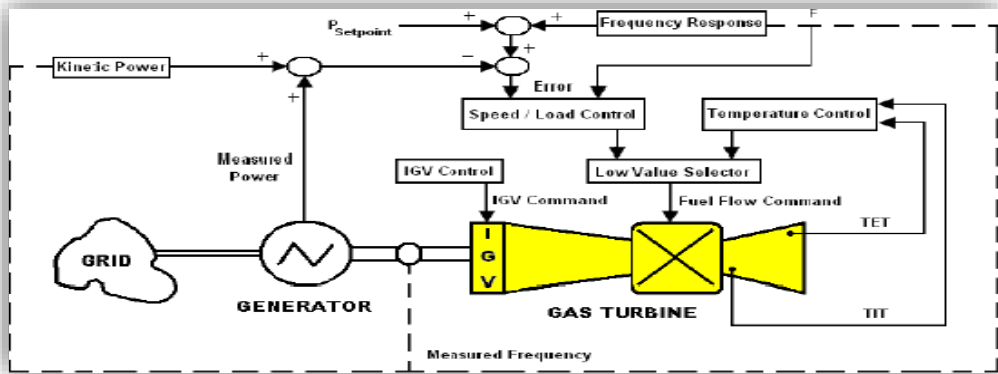 F
P Setpoint
+
+
Frequency Response
+
Kinetic Power
+
−
+
Error
Speed / Load Control
Temperature Control
Measured
Power
IGV Control
Low Value Selector
IGV Command
Fuel Flow Command
TET
I
G
V
GRID
GENERATOR
GAS TURBINE
TIT
Measured Frequency